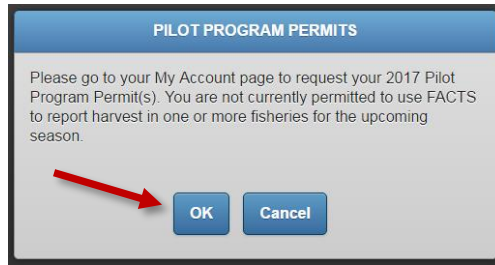 PILOT PROGRAM PERMITS
Please go to your My Account page to request your 2017 Pilot
Program Permit(s). You are not currently permitted to use FACTS
to report harvest in one or more fisheries for the upcoming
season.
OK Cancel